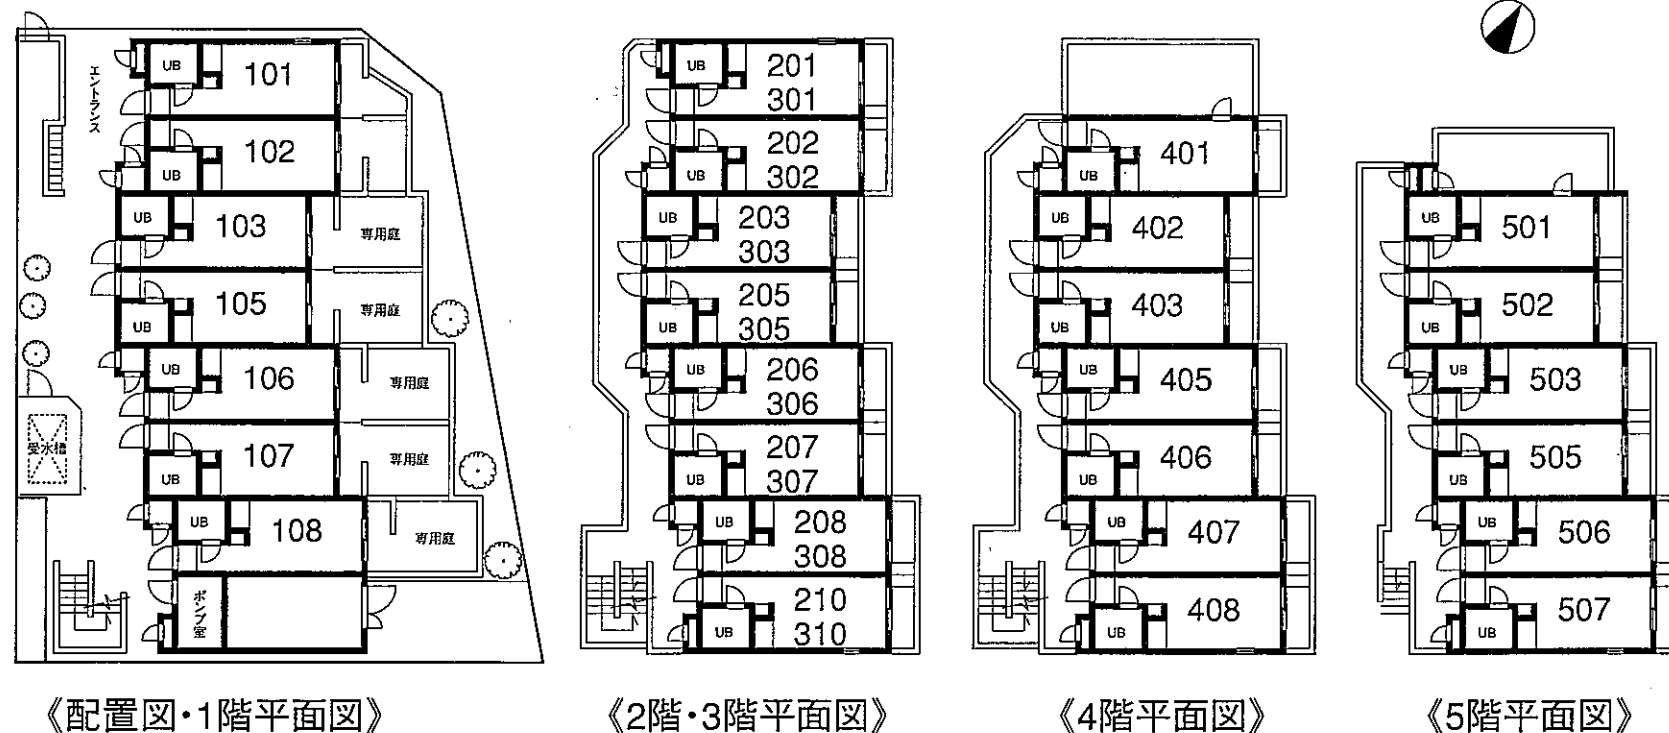 エントランス
UB
101
UB
102
UB
103
専用庭
UB
105
専用庭
UB
106
専用庭
受水槽
UB
107
専用庭
UB
108
専用庭
ポンプ室
《配置図・1階平面図》
UB
201
301
UB
202
302
UB
203
303
UB
205
305
UB
206
306
UB
207
307
UB
208
308
UB
210
310
《2階・3階平面図》
UB
401
UB
402
UB
403
UB
405
UB
406
UB
407
UB
408
《4階平面図》
UB
501
UB
502
UB
503
UB
505
UB
506
UB
507
《5階平面図》